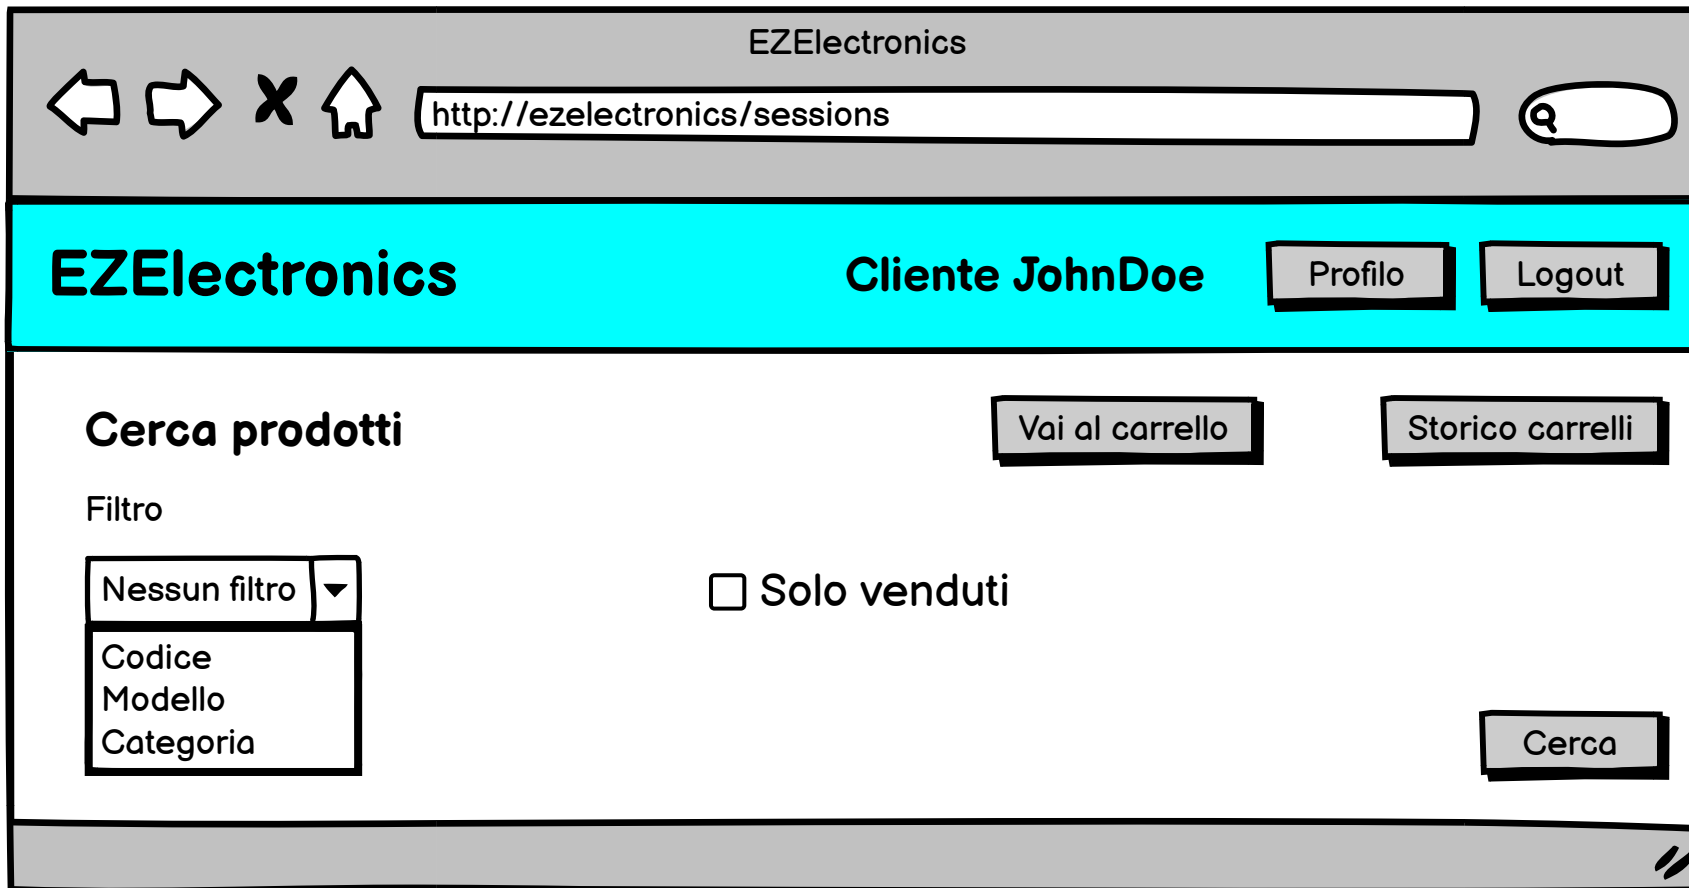 EZElectronics
http://ezelectronics/sessions
EZElectronics
Cliente JohnDoe
Profilo
Logout
Cerca prodotti
Vai al carrello
Storico carrelli
Filtro
Nessun filtro
Solo venduti
Codice
Modello
Categoria
Cerca